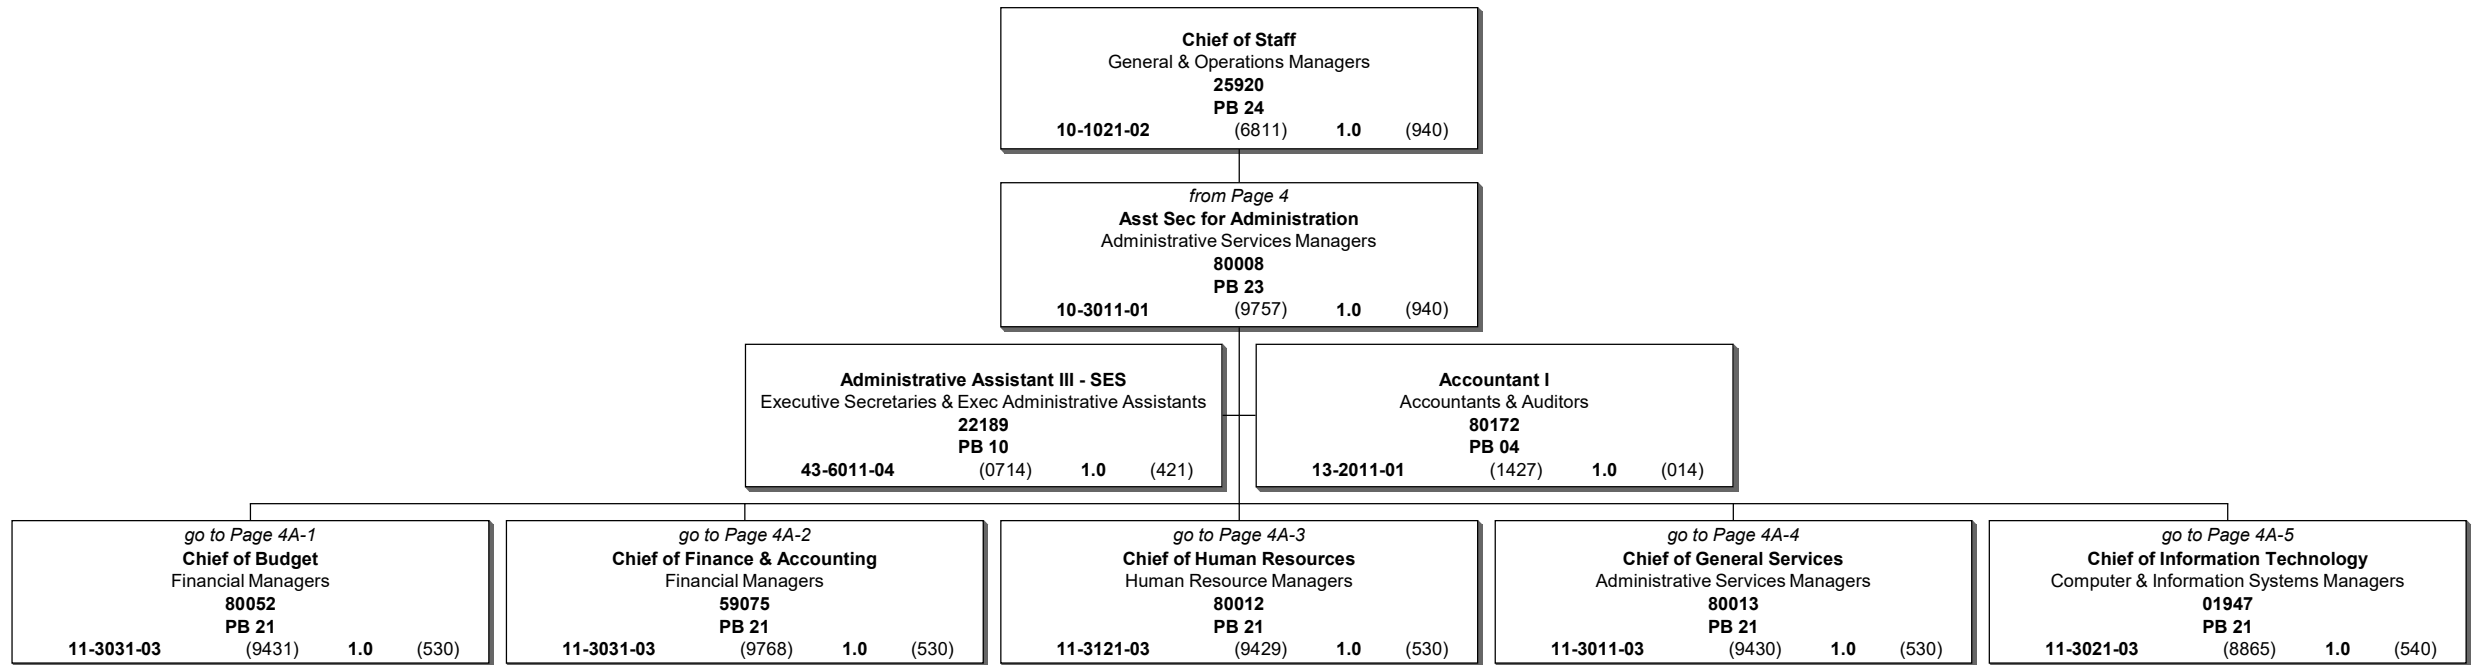 Chief of Staff
General & Operations Managers
25920
PB 24
10-1021-02 (6811) 1.0 (940)
from Page 4
Asst Sec for Administration
Administrative Services Managers
80008
PB 23
10-3011-01 (9757) 1.0 (940)
Administrative Assistant III - SES
Executive Secretaries & Exec Administrative Assistants
22189
PB 10
43-6011-04 (0714) 1.0 (421)
Accountant I
Accountants & Auditors
80172
PB 04
13-2011-01 (1427) 1.0 (014)
go to Page 4A-1
Chief of Budget
Financial Managers
80052
PB 21
11-3031-03 (9431) 1.0 (530)
go to Page 4A-2
Chief of Finance & Accounting
Financial Managers
59075
PB 21
11-3031-03 (9768) 1.0 (530)
go to Page 4A-3
Chief of Human Resources
Human Resource Managers
80012
PB 21
11-3121-03 (9429) 1.0 (530)
go to Page 4A-4
Chief of General Services
Administrative Services Managers
80013
PB 21
11-3011-03 (9430) 1.0 (530)
go to Page 4A-5
Chief of Information Technology
Computer & Information Systems Managers
01947
PB 21
11-3021-03 (8865) 1.0 (540)